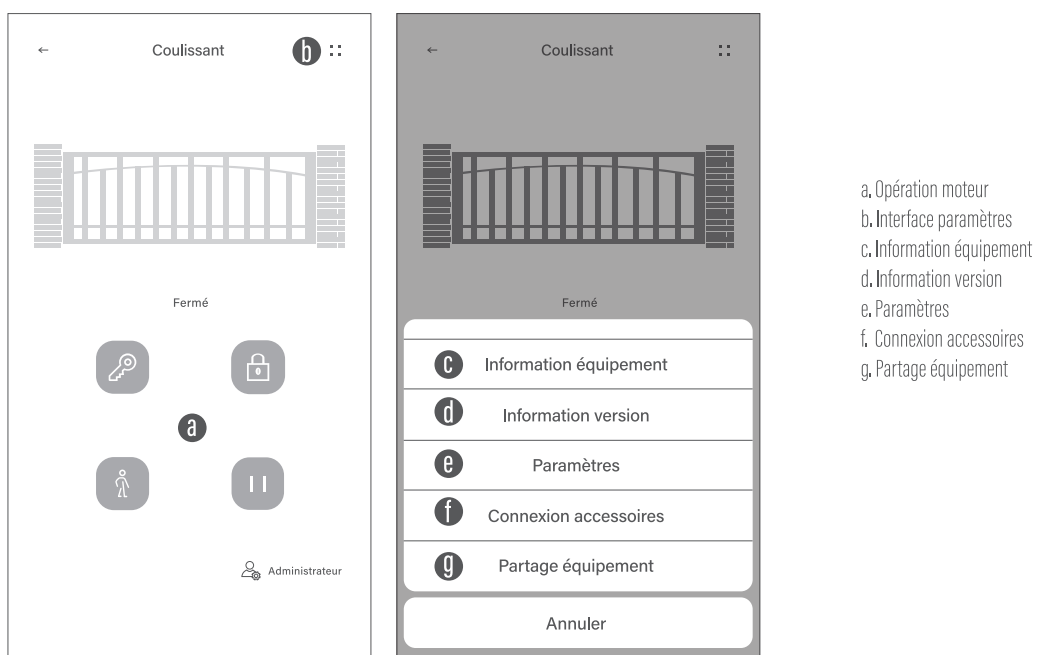 Coulissant
b
Fermé
a
Administrateur
Coulissant
Fermé
c Information équipement
d Information version
e Paramètres
f Connexion accessoires
g Partage équipement
Annuler
a. Opération moteur
b. Interface paramètres
c. Information équipement
d. Information version
e. Paramètres
f. Connexion accessoires
g. Partage équipement